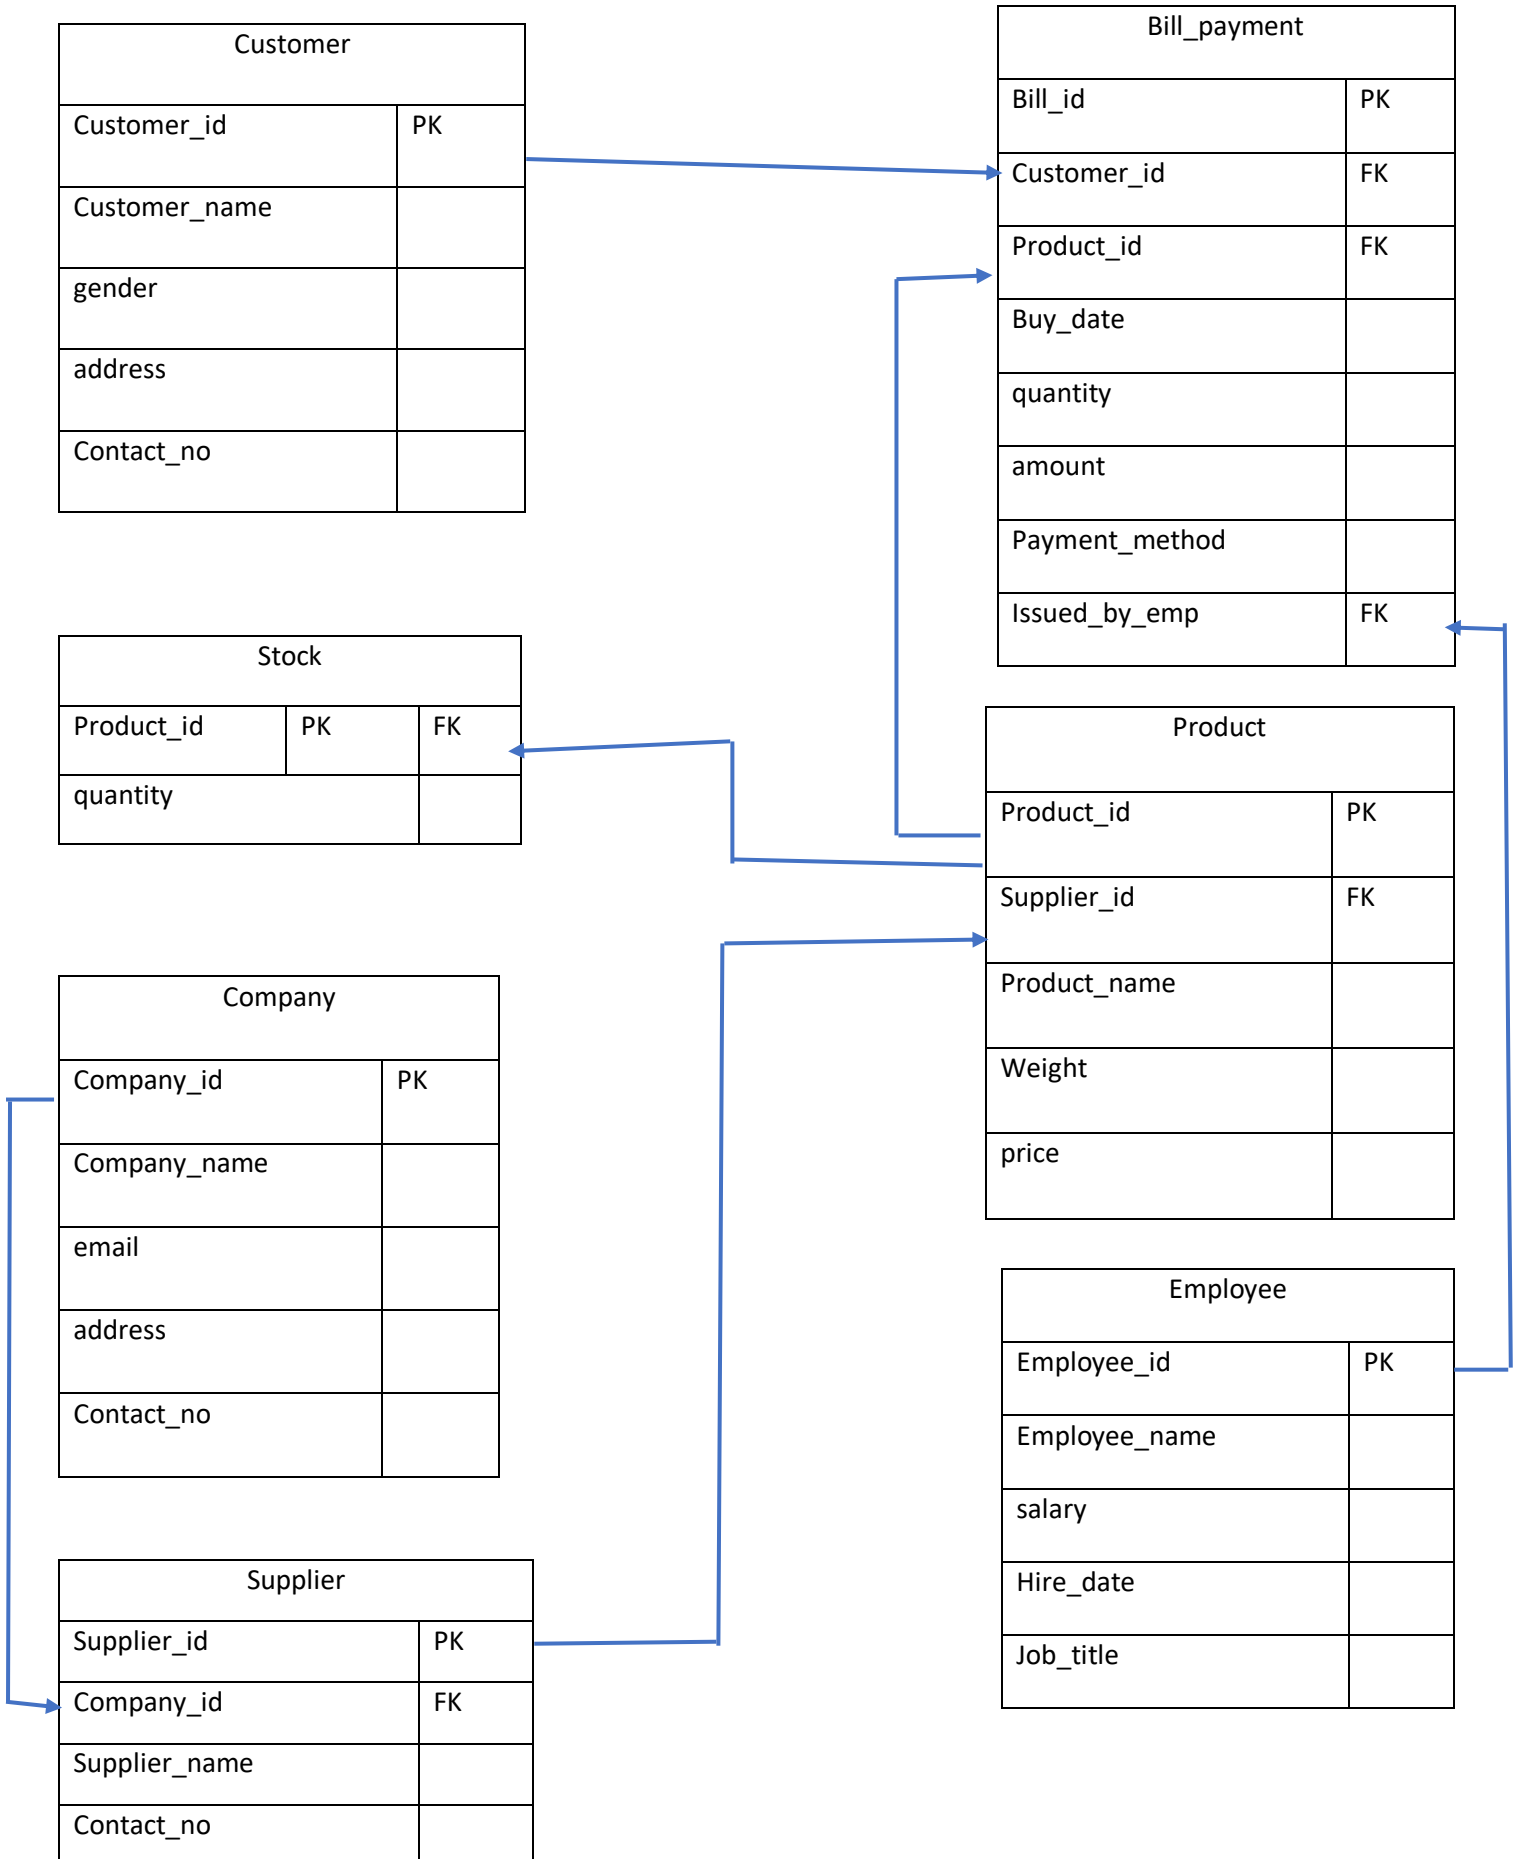 Customer
Customer_id PK
Customer_name
gender
address
Contact_no
Bill_payment
Bill_id PK
Customer_id FK
Product_id FK
Buy_date
quantity
amount
Payment_method
Issued_by_emp FK
Stock
Product_id PK FK
quantity
Product
Product_id PK
Supplier_id FK
Product_name
Weight
price
Company
Company_id PK
Company_name
email
address
Contact_no
Employee
Employee_id PK
Employee_name
salary
Hire_date
Job_title
Supplier
Supplier_id PK
Company_id FK
Supplier_name
Contact_no